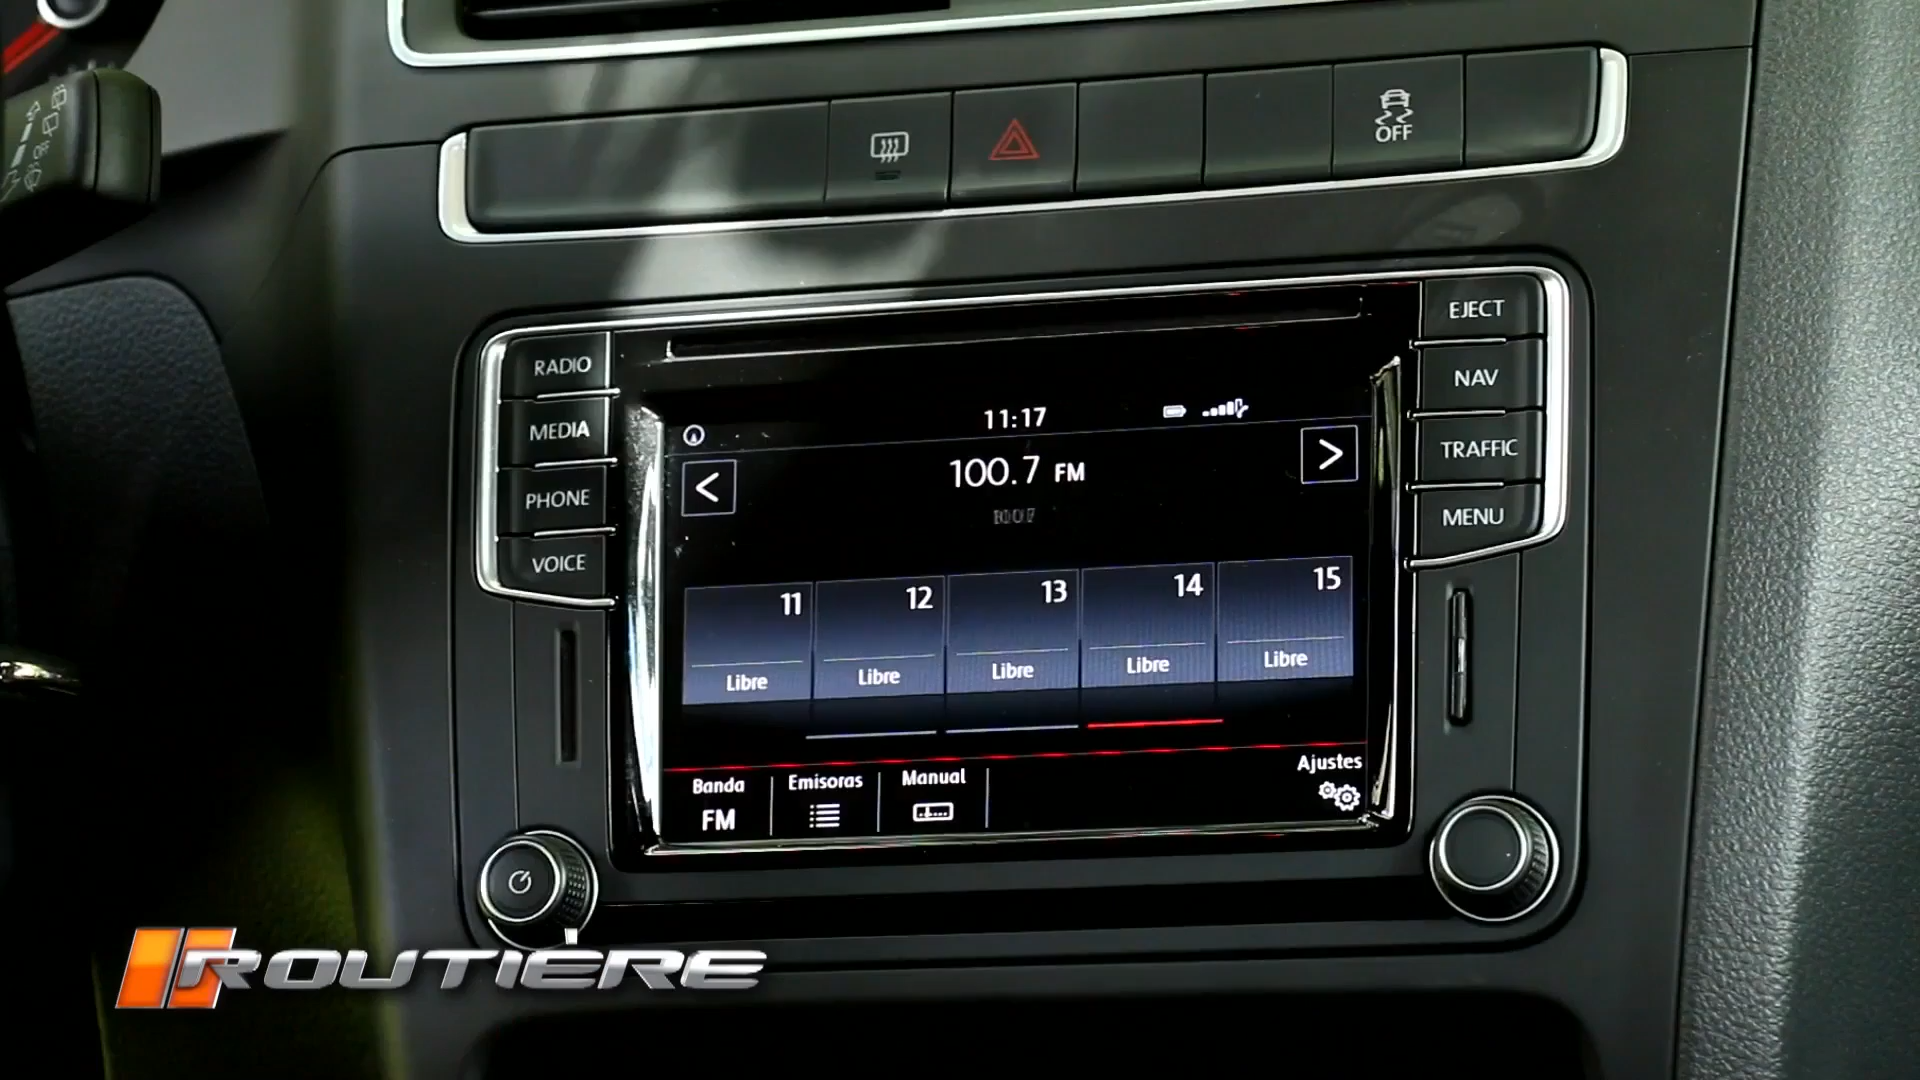 OFF
OFF
EJECT
RADIO
NAV
MEDIA
TRAFFIC
PHONE
MENU
VOICE
11:17
<
100.7 FM
>
11
12
13
14
15
Libre
Libre
Libre
Libre
Libre
Banda
FM
Emisoras
Manual
Ajustes
ROUTIÈRE